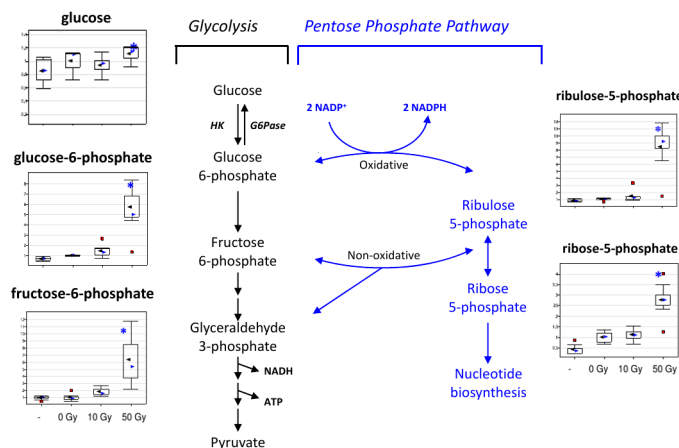 glucose
Glycolysis
Pentose Phosphate Pathway
Glucose
HK
G6Pase
2 NADP⁺
2 NADPH
Oxidative
Glucose
6-phosphate
Ribulose
5-phosphate
Fructose
6-phosphate
Non-oxidative
Ribose
5-phosphate
Glyceraldehyde
3-phosphate
NADH
ATP
Nucleotide
biosynthesis
Pyruvate
glucose-6-phosphate
fructose-6-phosphate
- 0 Gy 10 Gy 50 Gy
ribulose-5-phosphate
ribose-5-phosphate
- 0 Gy 10 Gy 50 Gy